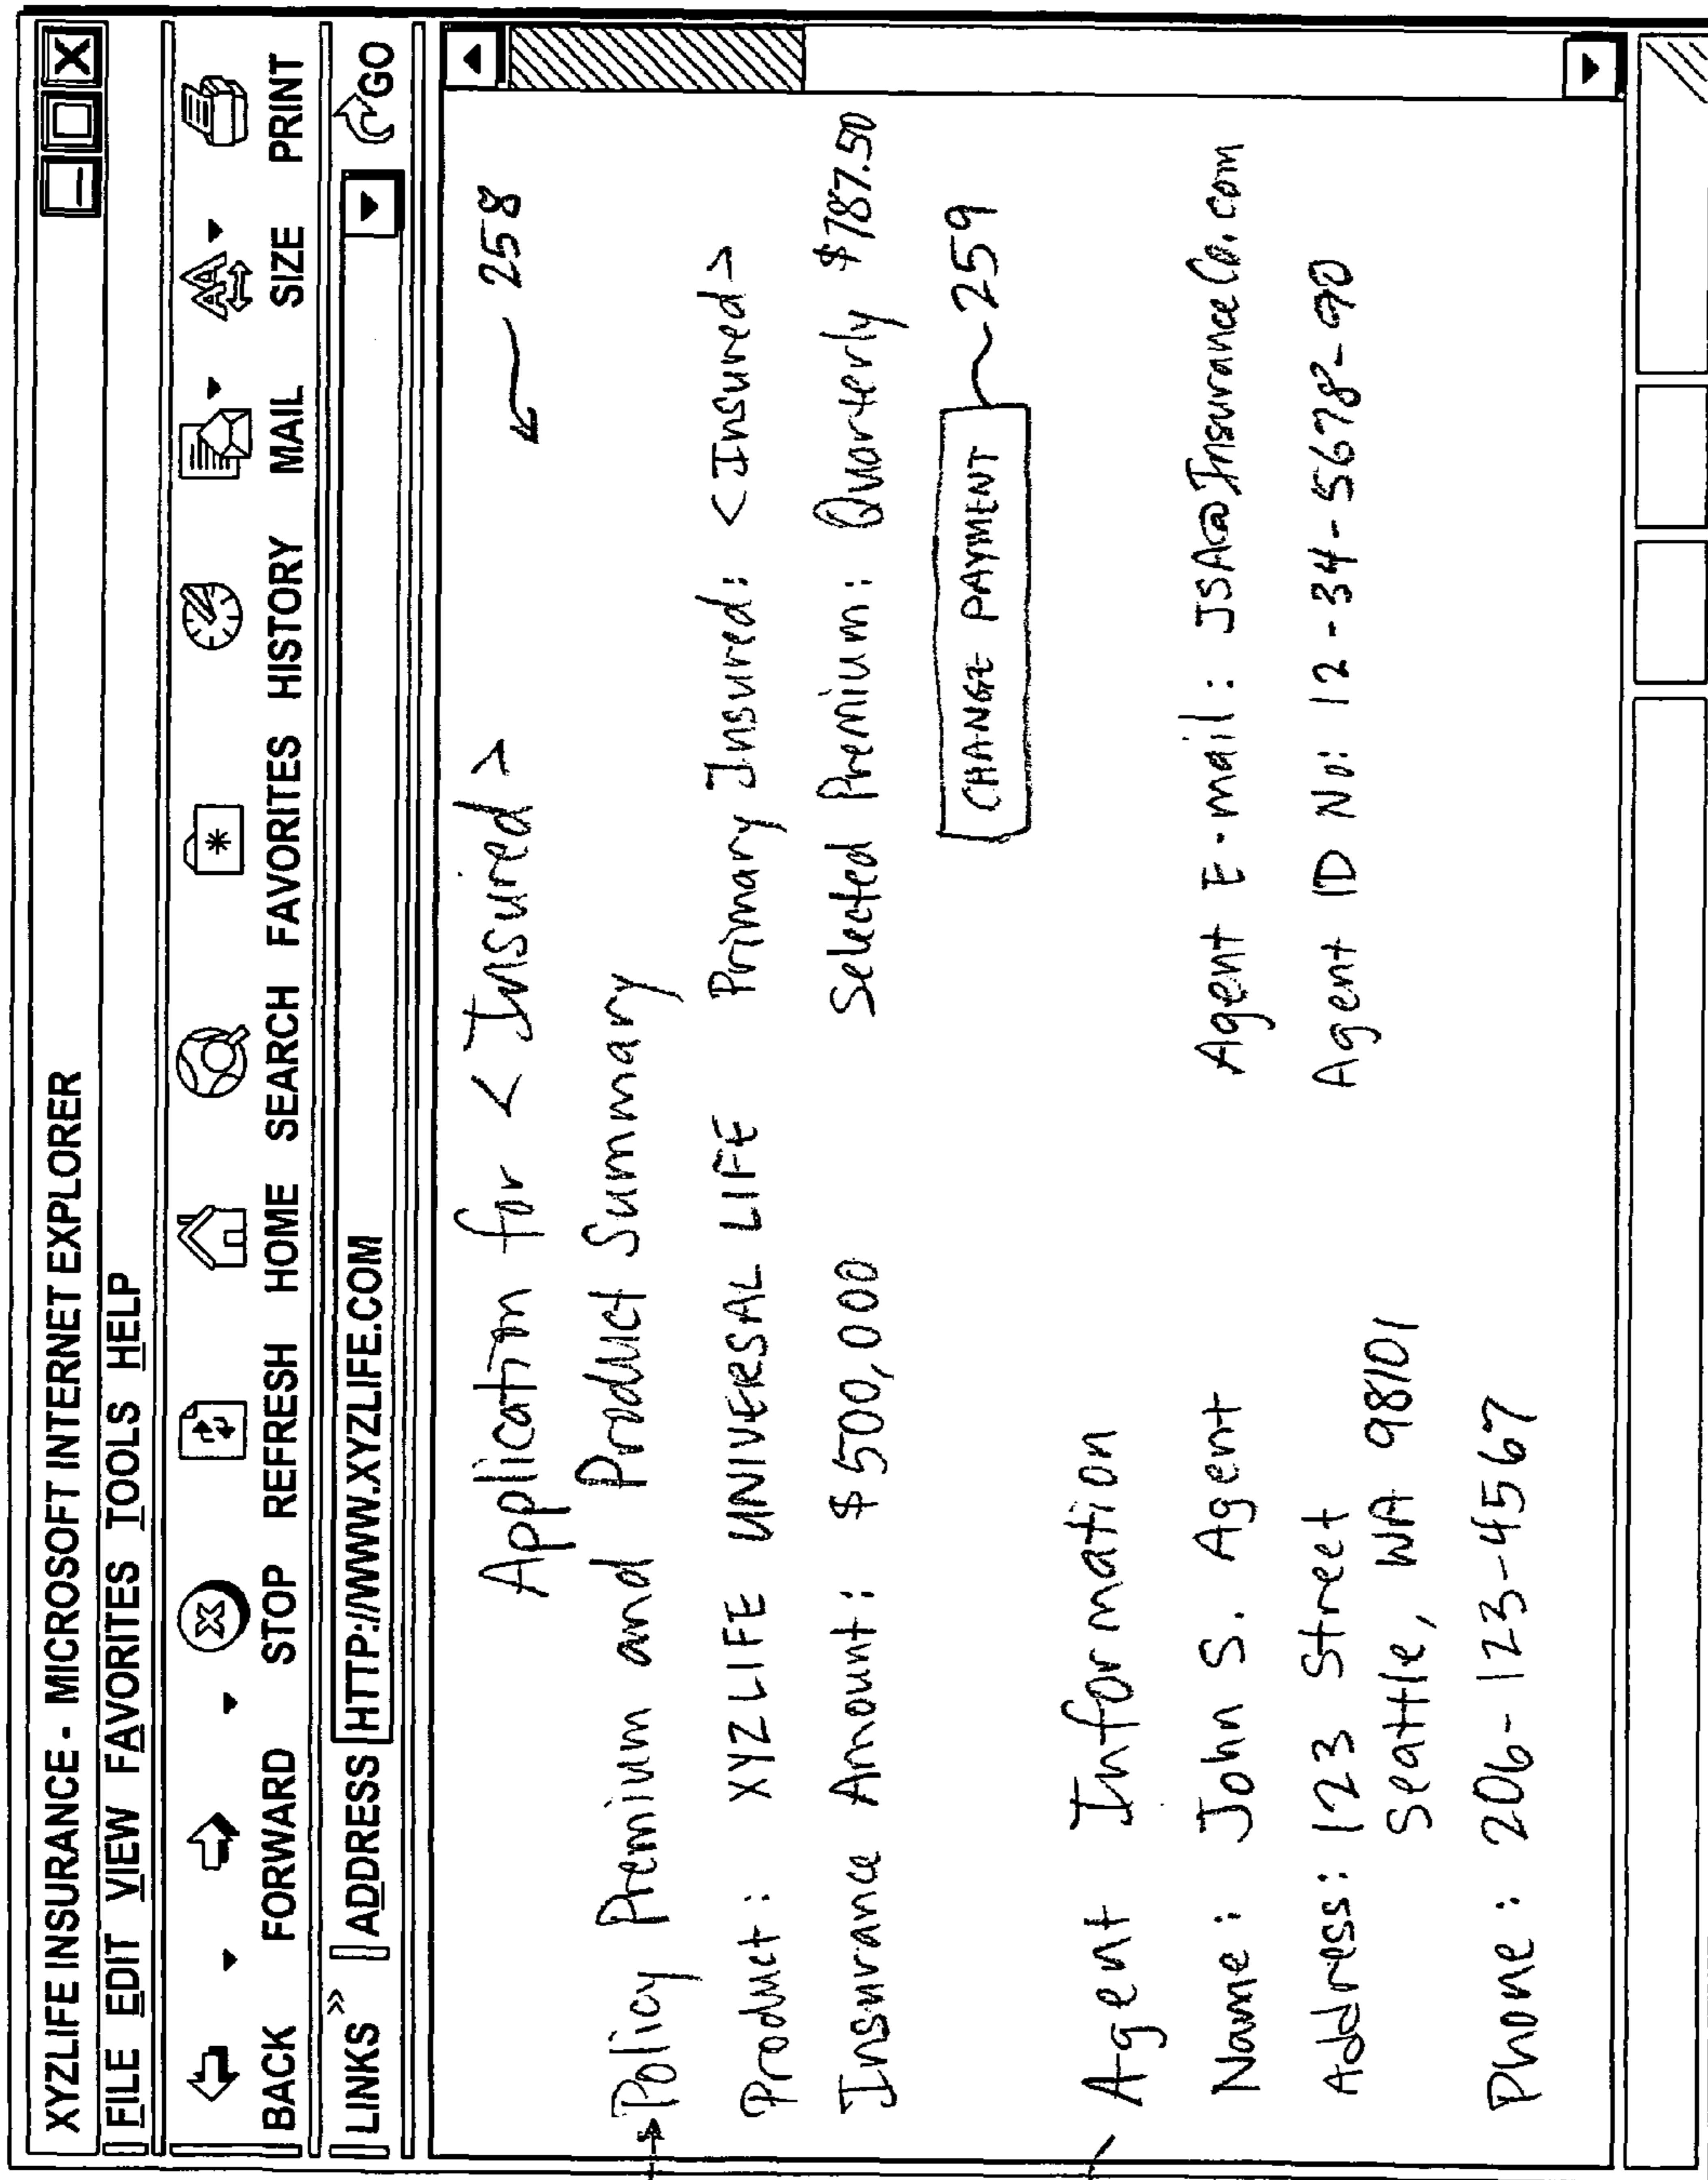 XYZLIFE INSURANCE - MICROSOFT INTERNET EXPLORER
FILE EDIT VIEW FAVORITES TOOLS HELP
BACK FORWARD STOP REFRESH HOME SEARCH FAVORITES HISTORY MAIL SIZE PRINT
LINKS » ADDRESS HTTP://WWW.XYZLIFE.COM GO
Application for <Insured> 258
Policy Premium and Product Summary
Product: XYZ LIFE UNIVERSAL LIFE Primary Insured: <Insured>
Insurance Amount: $500,000 Selected Premium: Quarterly $787.50
CHANGE PAYMENT 259
Agent Information
Name: John S. Agent Agent E-mail: JSA@InsuranceCo.com
Address: 123 Street Agent ID No: 12-34-5678-90
Seattle, WA 98101
Phone: 206-123-4567